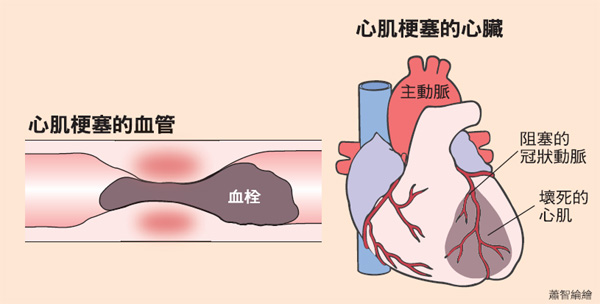 心肌梗塞的血管
血栓
心肌梗塞的心臟
主動脈
阻塞的
冠狀動脈
壞死的
心肌
蕭智綸繪